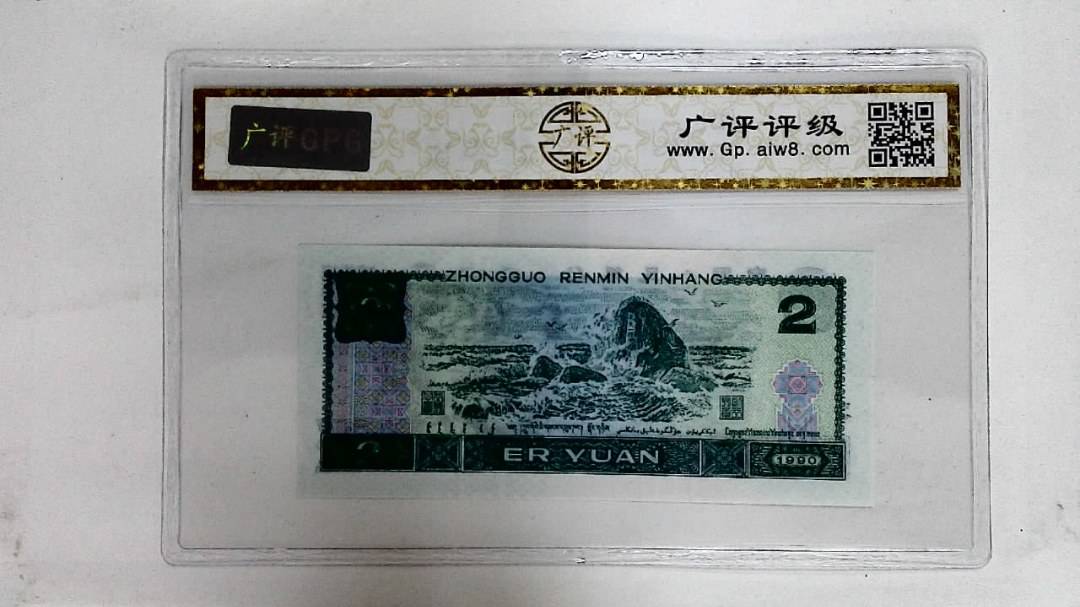 广评GPG
广评
广评评级
www.Gp.aiw8.com
ZHONGGUO RENMIN YINHANG
2
ER YUAN
1990